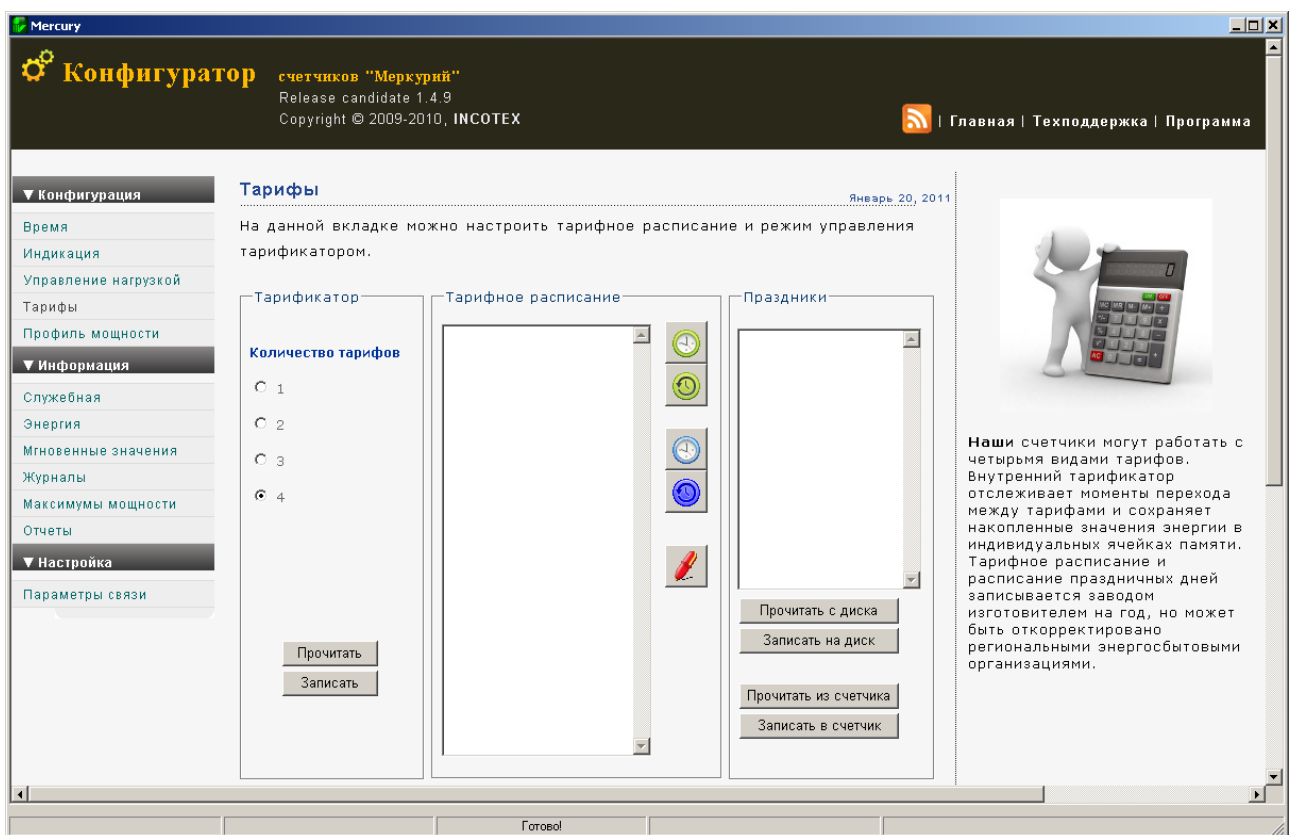 Mercury
Конфигуратор
счетчиков "Меркурий"
Release candidate 1.4.9
Copyright © 2009-2010, INCOTEX
| Главная | Техподдержка | Программа
▼ Конфигурация
Время
Индикация
Управление нагрузкой
Тарифы
Профиль мощности
▼ Информация
Служебная
Энергия
Мгновенные значения
Журналы
Максимумы мощности
Отчеты
▼ Настройка
Параметры связи
Тарифы
Январь 20, 2011
На данной вкладке можно настроить тарифное расписание и режим управления
тарификатором.
Тарификатор
Количество тарифов
1
2
3
4
Прочитать
Записать
Тарифное расписание
Праздники
Прочитать с диска
Записать на диск
Прочитать из счетчика
Записать в счетчик
Наши счетчики могут работать с
четырьмя видами тарифов.
Внутренний тарификатор
отслеживает моменты перехода
между тарифами и сохраняет
накопленные значения энергии в
индивидуальных ячейках памяти.
Тарифное расписание и
расписание праздничных дней
записывается заводом
изготовителем на год, но может
быть откорректировано
региональными энергосбытовыми
организациями.
Готово!